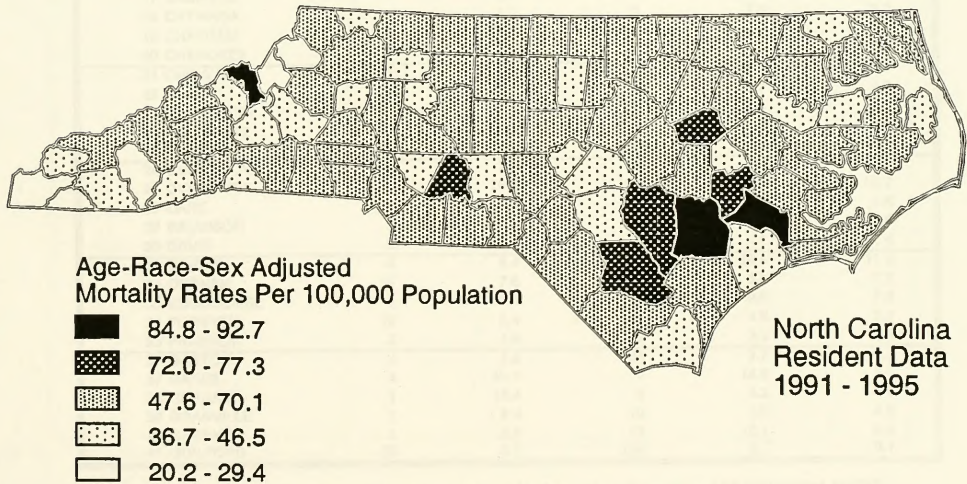 Age-Race-Sex Adjusted
Mortality Rates Per 100,000 Population
84.8 - 92.7
72.0 - 77.3
47.6 - 70.1
36.7 - 46.5
20.2 - 29.4
North Carolina
Resident Data
1991 - 1995